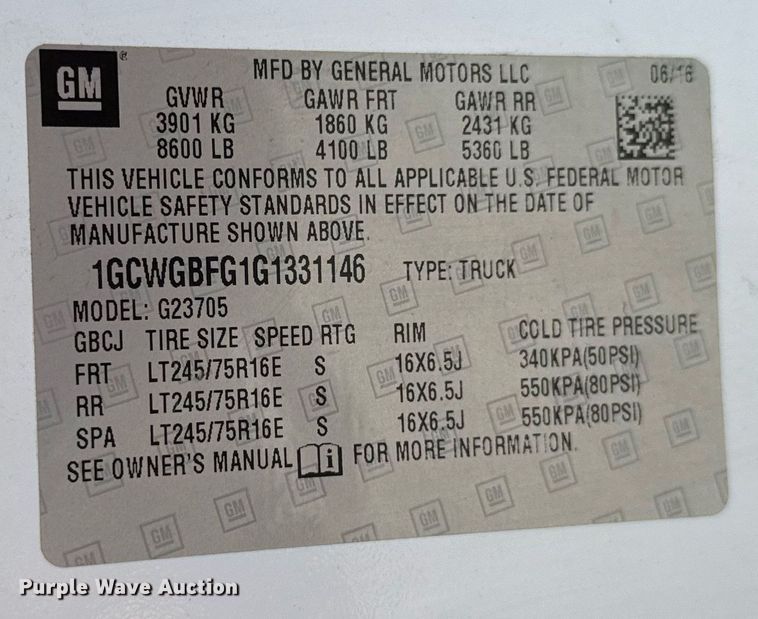 GM®
MFD BY GENERAL MOTORS LLC 06/16
GVWR GAWR FRT GAWR RR
3901 KG 1860 KG 2431 KG
8600 LB 4100 LB 5360 LB
THIS VEHICLE CONFORMS TO ALL APPLICABLE U.S. FEDERAL MOTOR
VEHICLE SAFETY STANDARDS IN EFFECT ON THE DATE OF
MANUFACTURE SHOWN ABOVE.
1GCWGBFG1G1331146 TYPE: TRUCK
MODEL: G23705
GBCJ TIRE SIZE SPEED RTG RIM COLD TIRE PRESSURE
FRT LT245/75R16E S 16X6.5J 340KPA(50PSI)
RR LT245/75R16E S 16X6.5J 550KPA(80PSI)
SPA LT245/75R16E S 16X6.5J 550KPA(80PSI)
SEE OWNER'S MANUAL i FOR MORE INFORMATION.
Purple Wave Auction